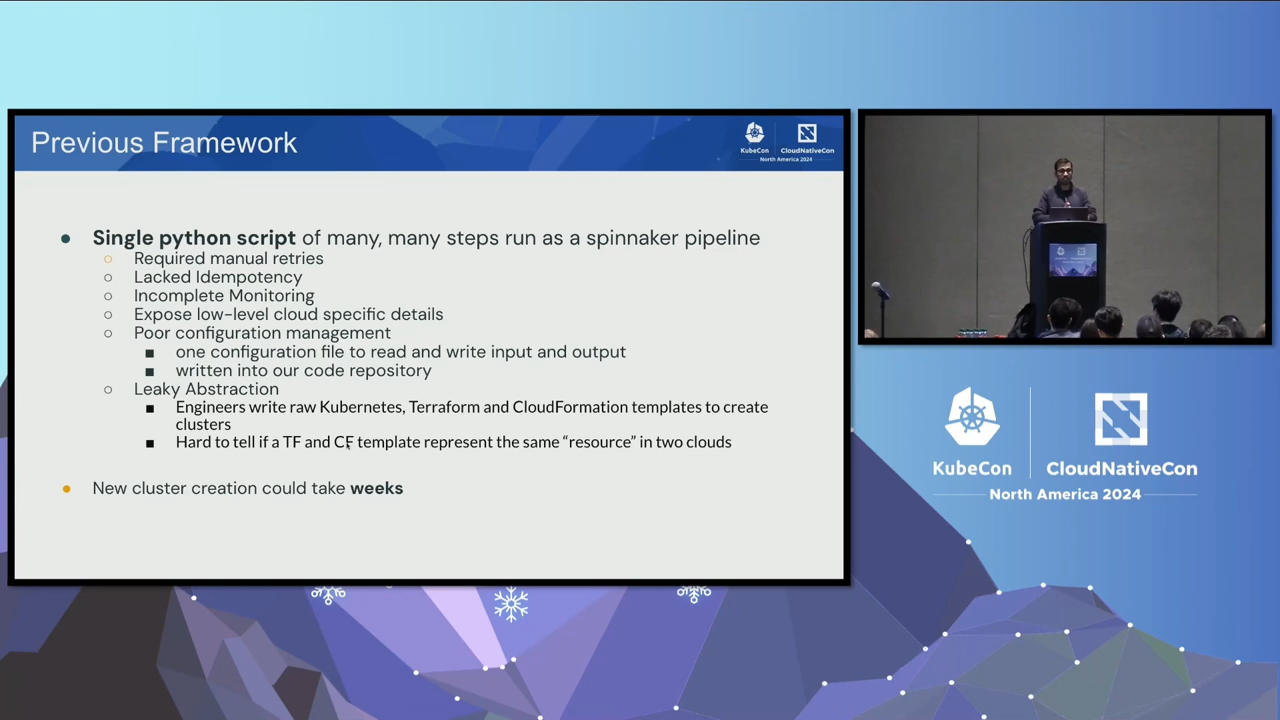 Previous Framework
KubeCon
CloudNativeCon
North America 2024
Single python script of many, many steps run as a spinnaker pipeline
Required manual retries
Lacked Idempotency
Incomplete Monitoring
Expose low-level cloud specific details
Poor configuration management
one configuration file to read and write input and output
written into our code repository
Leaky Abstraction
Engineers write raw Kubernetes, Terraform and CloudFormation templates to create
clusters
Hard to tell if a TF and CF template represent the same “resource” in two clouds
New cluster creation could take weeks
KubeCon
CloudNativeCon
North America 2024